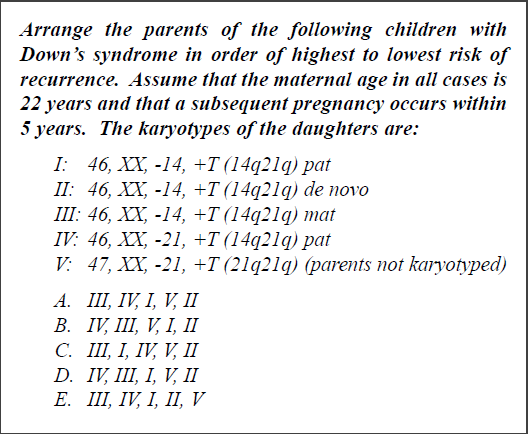 Arrange the parents of the following children with
Down's syndrome in order of highest to lowest risk of
recurrence. Assume that the maternal age in all cases is
22 years and that a subsequent pregnancy occurs within
5 years. The karyotypes of the daughters are:
I: 46, XX, -14, +T (14q21q) pat
II: 46, XX, -14, +T (14q21q) de novo
III: 46, XX, -14, +T (14q21q) mat
IV: 46, XX, -21, +T (14q21q) pat
V: 47, XX, -21, +T (21q21q) (parents not karyotyped)
A. III, IV, I, V, II
B. IV, III, V, I, II
C. III, I, IV, V, II
D. IV, III, I, V, II
E. III, IV, I, II, V